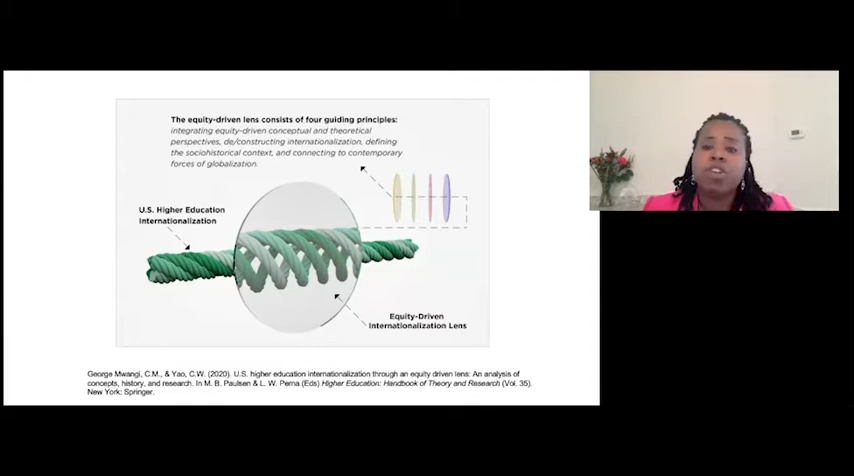 The equity-driven lens consists of four guiding principles:
integrating equity-driven conceptual and theoretical
perspectives, de/constructing internationalization, defining
the sociohistorical context, and connecting to contemporary
forces of globalization.
U.S. Higher Education
Internationalization
Equity-Driven
Internationalization Lens
George Mwangi, C.M., & Yao, C.W. (2020). U.S. higher education internationalization through an equity driven lens: An analysis of
concepts, history, and research. In M. B. Paulsen & L. W. Perna (Eds) Higher Education: Handbook of Theory and Research (Vol. 35).
New York: Springer.